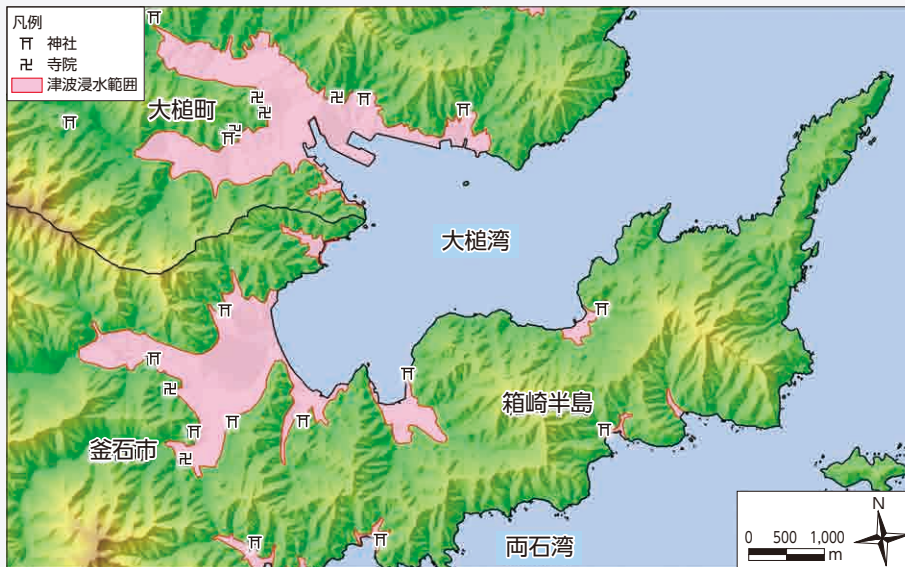 凡例
神社
寺院
津波浸水範囲
大槌町
大槌湾
箱崎半島
釜石市
両石湾
N
0 500 1,000
m